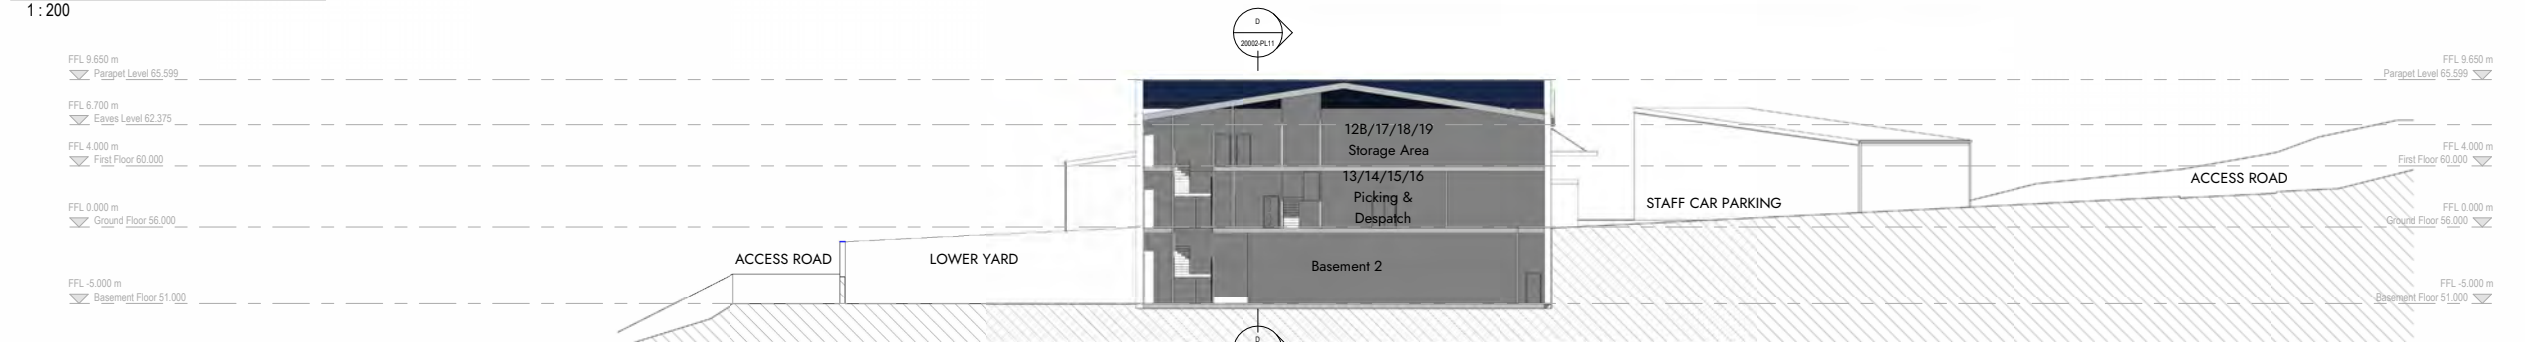 1 : 200
D
20002-PL11
FFL 9.650 m
Parapet Level 65.599
FFL 9.650 m
Parapet Level 65.599
FFL 6.700 m
Eaves Level 62.375
12B/17/18/19
Storage Area
FFL 4.000 m
First Floor 60.000
FFL 4.000 m
First Floor 60.000
13/14/15/16
Picking &
Despatch
ACCESS ROAD
STAFF CAR PARKING
FFL 0.000 m
Ground Floor 56.000
FFL 0.000 m
Ground Floor 56.000
ACCESS ROAD
LOWER YARD
Basement 2
FFL -5.000 m
Basement Floor 51.000
FFL -5.000 m
Basement Floor 51.000
D